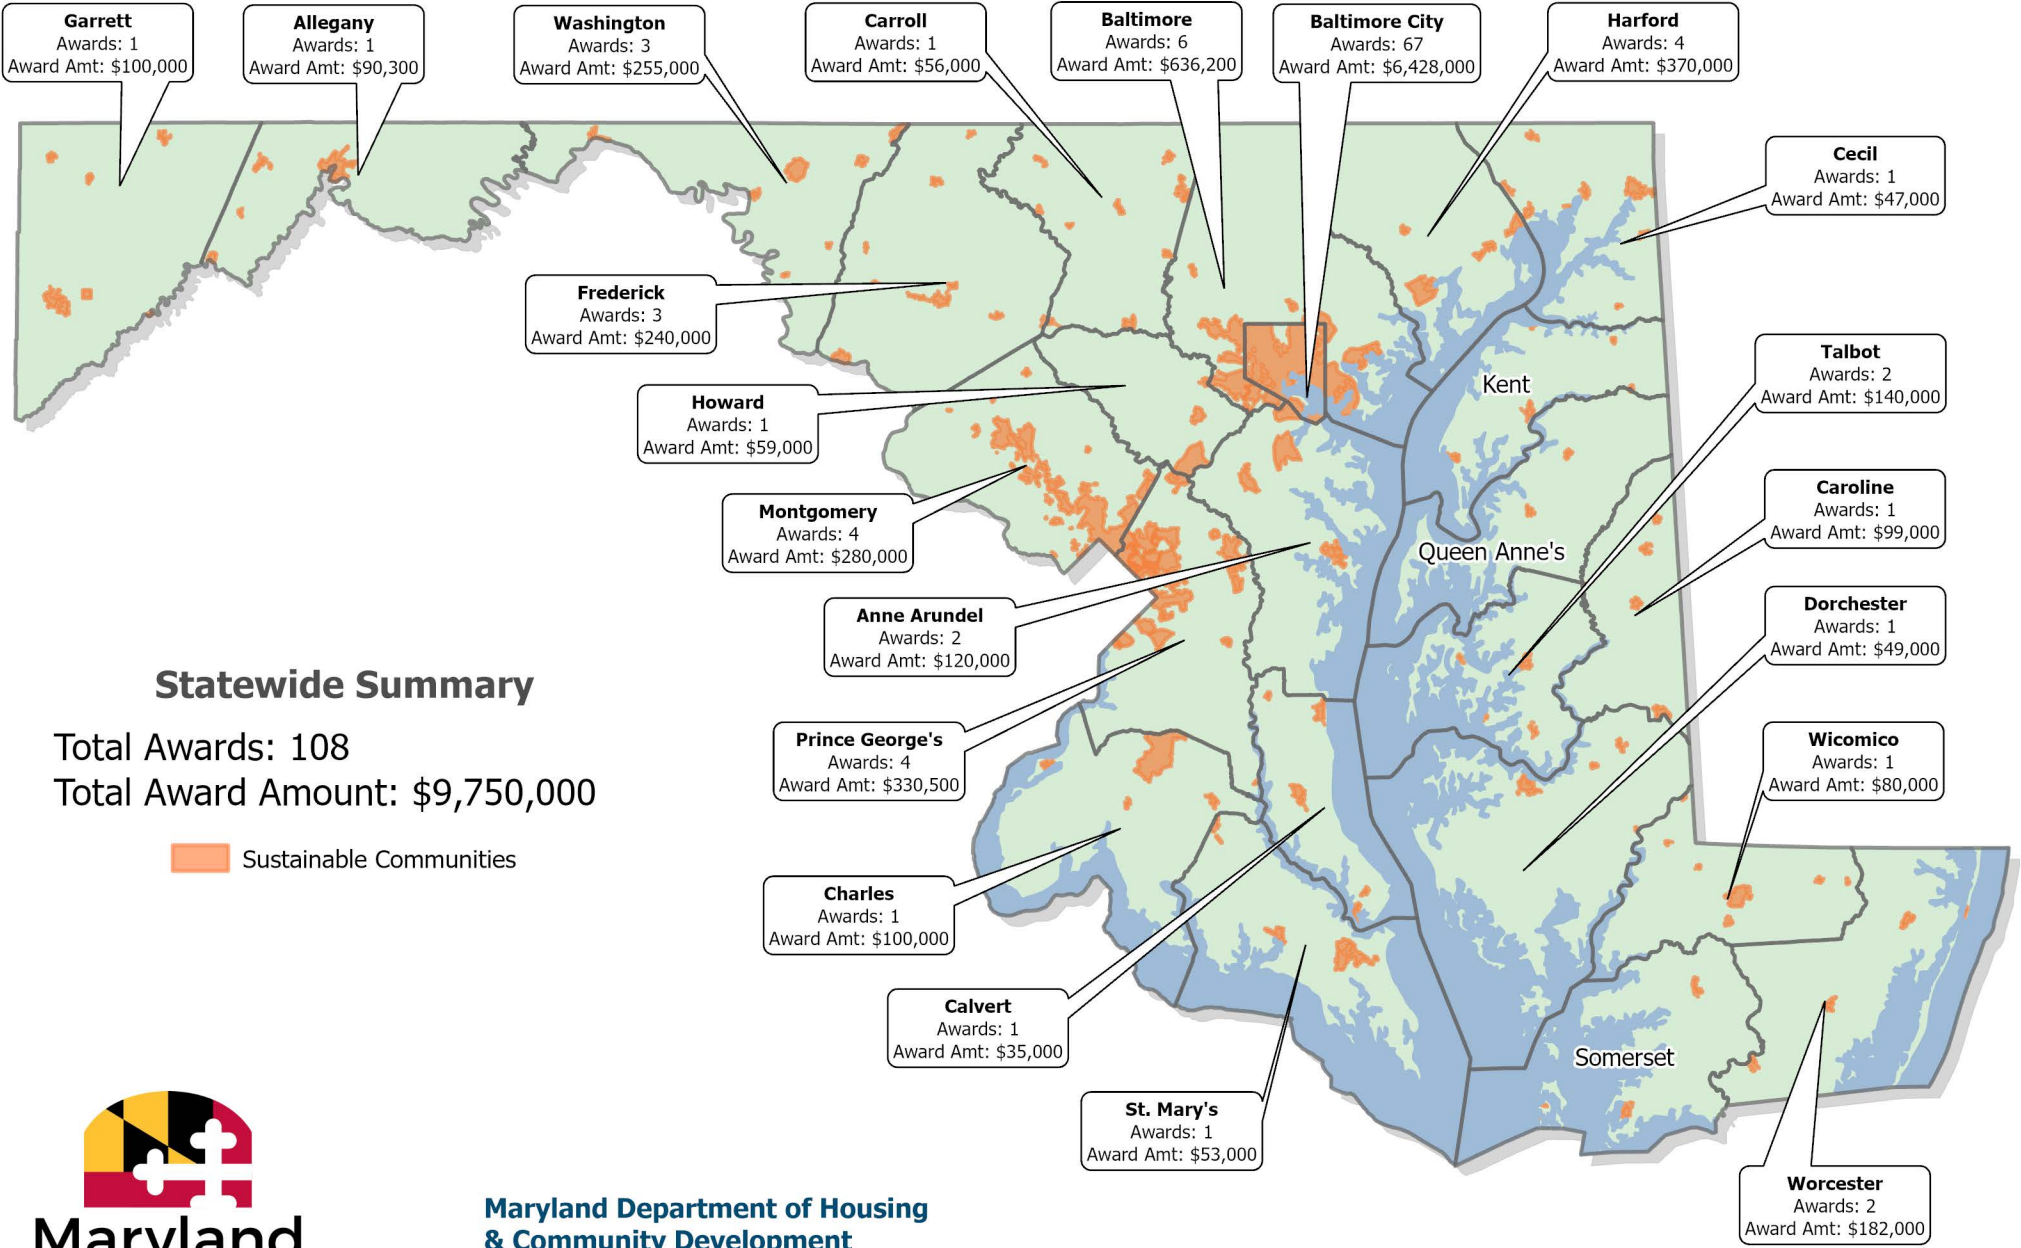 Garrett
Awards: 1
Award Amt: $100,000
Allegany
Awards: 1
Award Amt: $90,300
Washington
Awards: 3
Award Amt: $255,000
Carroll
Awards: 1
Award Amt: $56,000
Baltimore
Awards: 6
Award Amt: $636,200
Baltimore City
Awards: 67
Award Amt: $6,428,000
Harford
Awards: 4
Award Amt: $370,000
Cecil
Awards: 1
Award Amt: $47,000
Frederick
Awards: 3
Award Amt: $240,000
Talbot
Awards: 2
Award Amt: $140,000
Kent
Howard
Awards: 1
Award Amt: $59,000
Caroline
Awards: 1
Award Amt: $99,000
Montgomery
Awards: 4
Award Amt: $280,000
Queen Anne's
Dorchester
Awards: 1
Award Amt: $49,000
Anne Arundel
Awards: 2
Award Amt: $120,000
Statewide Summary
Total Awards: 108
Total Award Amount: $9,750,000
Sustainable Communities
Prince George's
Awards: 4
Award Amt: $330,500
Wicomico
Awards: 1
Award Amt: $80,000
Charles
Awards: 1
Award Amt: $100,000
Calvert
Awards: 1
Award Amt: $35,000
Somerset
St. Mary's
Awards: 1
Award Amt: $53,000
Worcester
Awards: 2
Award Amt: $182,000
Maryland
Maryland Department of Housing
& Community Development